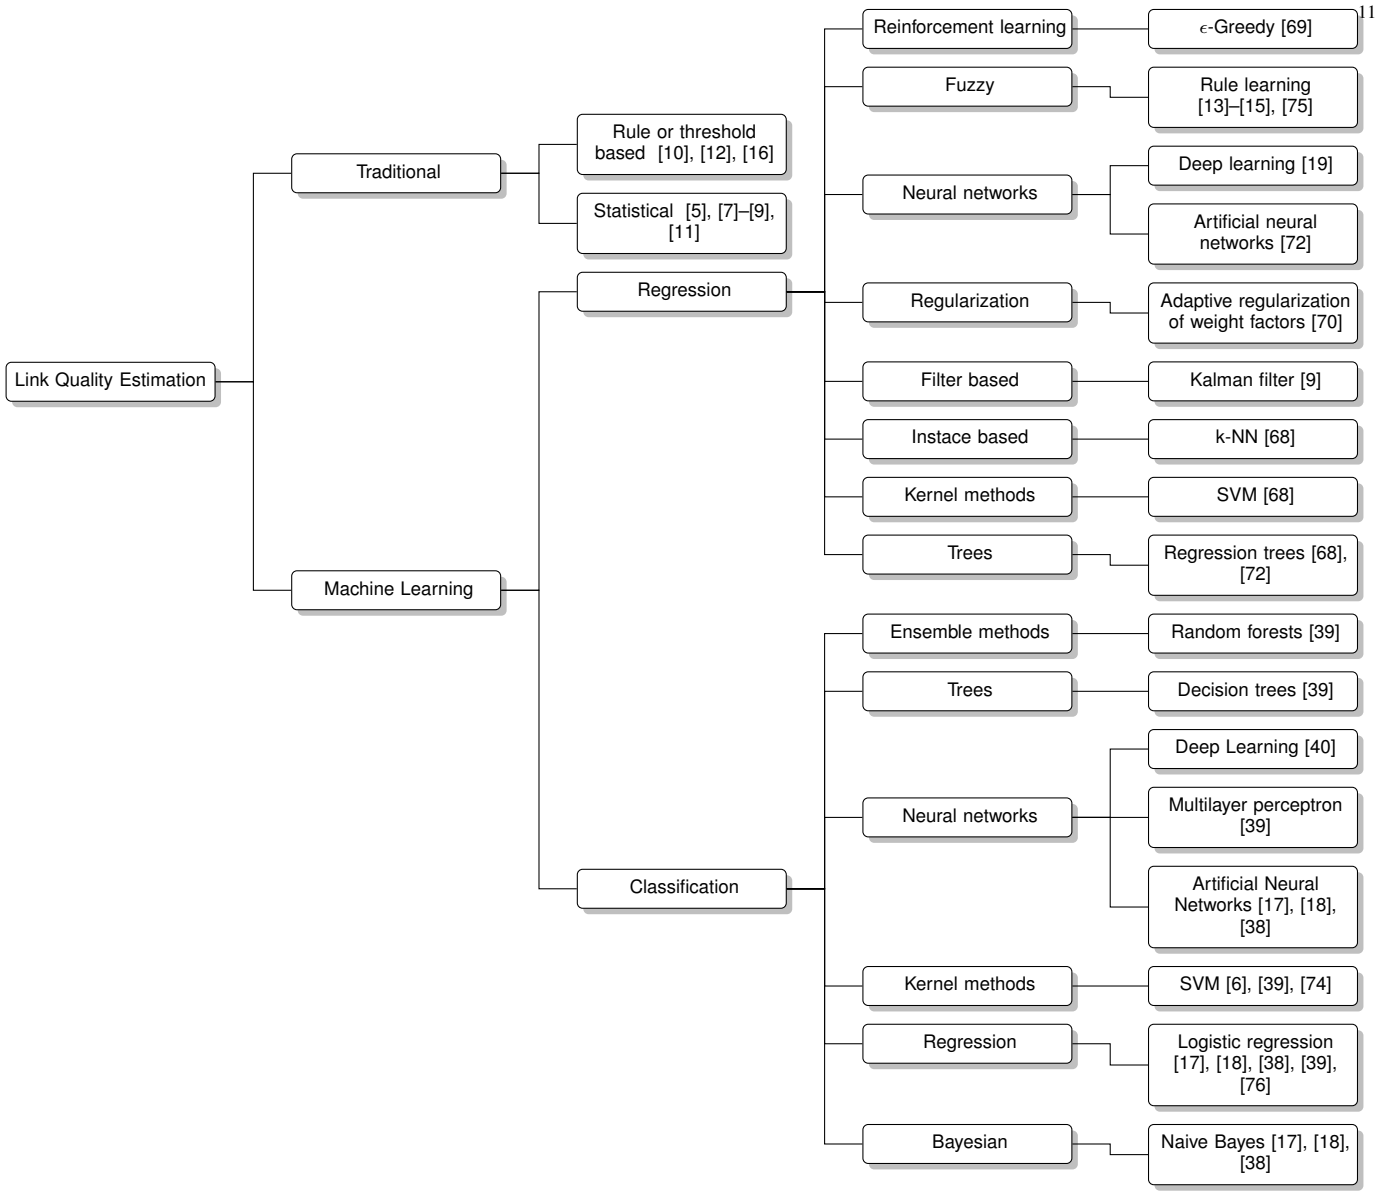 11
Link Quality Estimation
Traditional
Rule or threshold
based [10], [12], [16]
Statistical [5], [7]–[9],
[11]
Machine Learning
Regression
Reinforcement learning
ϵ-Greedy [69]
Fuzzy
Rule learning
[13]–[15], [75]
Neural networks
Deep learning [19]
Artificial neural
networks [72]
Regularization
Adaptive regularization
of weight factors [70]
Filter based
Kalman filter [9]
Instace based
k-NN [68]
Kernel methods
SVM [68]
Trees
Regression trees [68],
[72]
Classification
Ensemble methods
Random forests [39]
Trees
Decision trees [39]
Neural networks
Deep Learning [40]
Multilayer perceptron
[39]
Artificial Neural
Networks [17], [18],
[38]
Kernel methods
SVM [6], [39], [74]
Regression
Logistic regression
[17], [18], [38], [39],
[76]
Bayesian
Naive Bayes [17], [18],
[38]